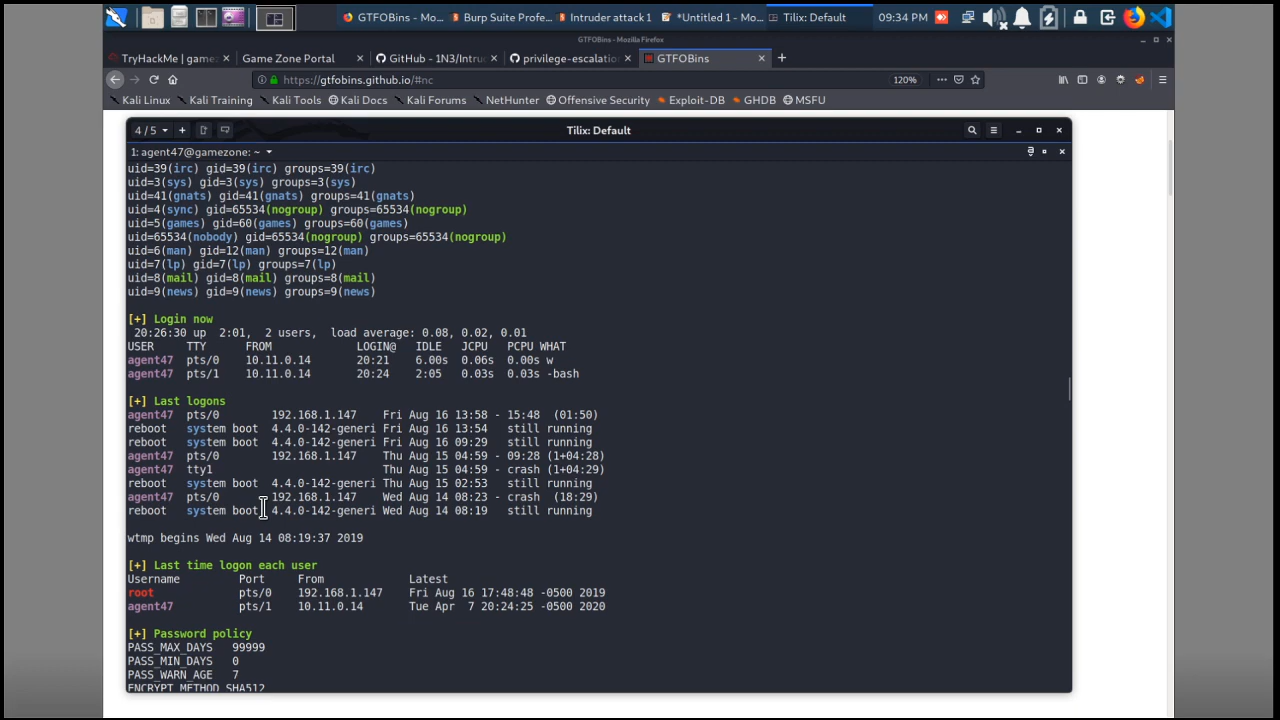 GTFOBins - Mo... Burp Suite Profe... Intruder attack 1 *Untitled 1 - Mo... Tilix: Default 09:34 PM
GTFOBins - Mozilla Firefox
TryHackMe | game Game Zone Portal GitHub - 1N3/Intru privilege-escalatio GTFOBins
https://gtfobins.github.io/#nc 120%
Kali Linux Kali Training Kali Tools Kali Docs Kali Forums NetHunter Offensive Security Exploit-DB GHDB MSFU
4 / 5 Tilix: Default
1: agent47@gamezone: ~
uid=39(irc) gid=39(irc) groups=39(irc)
uid=3(sys) gid=3(sys) groups=3(sys)
uid=41(gnats) gid=41(gnats) groups=41(gnats)
uid=4(sync) gid=65534(nogroup) groups=65534(nogroup)
uid=5(games) gid=60(games) groups=60(games)
uid=65534(nobody) gid=65534(nogroup) groups=65534(nogroup)
uid=6(man) gid=12(man) groups=12(man)
uid=7(lp) gid=7(lp) groups=7(lp)
uid=8(mail) gid=8(mail) groups=8(mail)
uid=9(news) gid=9(news) groups=9(news)
[+] Login now
20:26:30 up 2:01, 2 users, load average: 0.08, 0.02, 0.01
USER TTY FROM LOGIN@ IDLE JCPU PCPU WHAT
agent47 pts/0 10.11.0.14 20:21 6.00s 0.06s 0.00s w
agent47 pts/1 10.11.0.14 20:24 2:05 0.03s 0.03s -bash
[+] Last logons
agent47 pts/0 192.168.1.147 Fri Aug 16 13:58 - 15:48 (01:50)
reboot system boot 4.4.0-142-generi Fri Aug 16 13:54 still running
reboot system boot 4.4.0-142-generi Fri Aug 16 09:29 still running
agent47 pts/0 192.168.1.147 Thu Aug 15 04:59 - 09:28 (1+04:28)
agent47 tty1 Thu Aug 15 04:59 - crash (1+04:29)
reboot system boot 4.4.0-142-generi Thu Aug 15 02:53 still running
agent47 pts/0 192.168.1.147 Wed Aug 14 08:23 - crash (18:29)
reboot system boot 4.4.0-142-generi Wed Aug 14 08:19 still running
wtmp begins Wed Aug 14 08:19:37 2019
[+] Last time logon each user
Username Port From Latest
root pts/0 192.168.1.147 Fri Aug 16 17:48:48 -0500 2019
agent47 pts/1 10.11.0.14 Tue Apr 7 20:24:25 -0500 2020
[+] Password policy
PASS_MAX_DAYS 99999
PASS_MIN_DAYS 0
PASS_WARN_AGE 7
ENCRYPT_METHOD SHA512